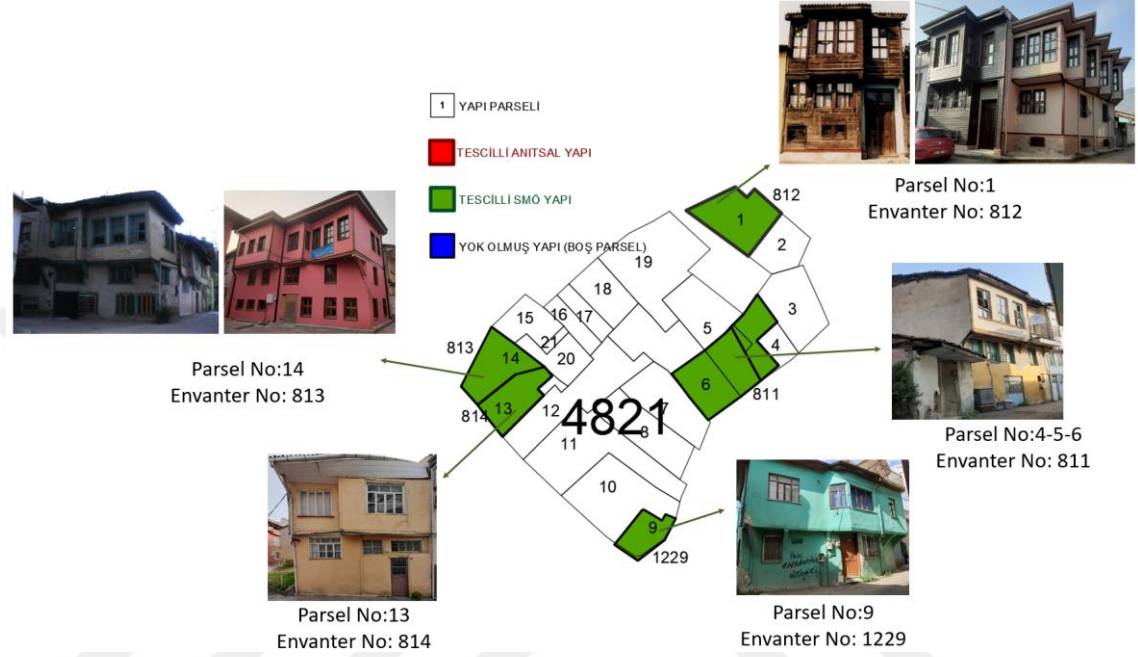 1 YAPI PARSELİ
TESCİLLİ ANITSAL YAPI
TESCİLLİ SMÖ YAPI
YOK OLMUŞ YAPI (BOŞ PARSEL)
Parsel No:1
Envanter No: 812
Parsel No:14
Envanter No: 813
Parsel No:4-5-6
Envanter No: 811
Parsel No:13
Envanter No: 814
Parsel No:9
Envanter No: 1229
812
1
2
19
18
3
16
17
15
5
21
4
813
14
20
6
811
814
13
12
7
4821
8
11
10
9
1229